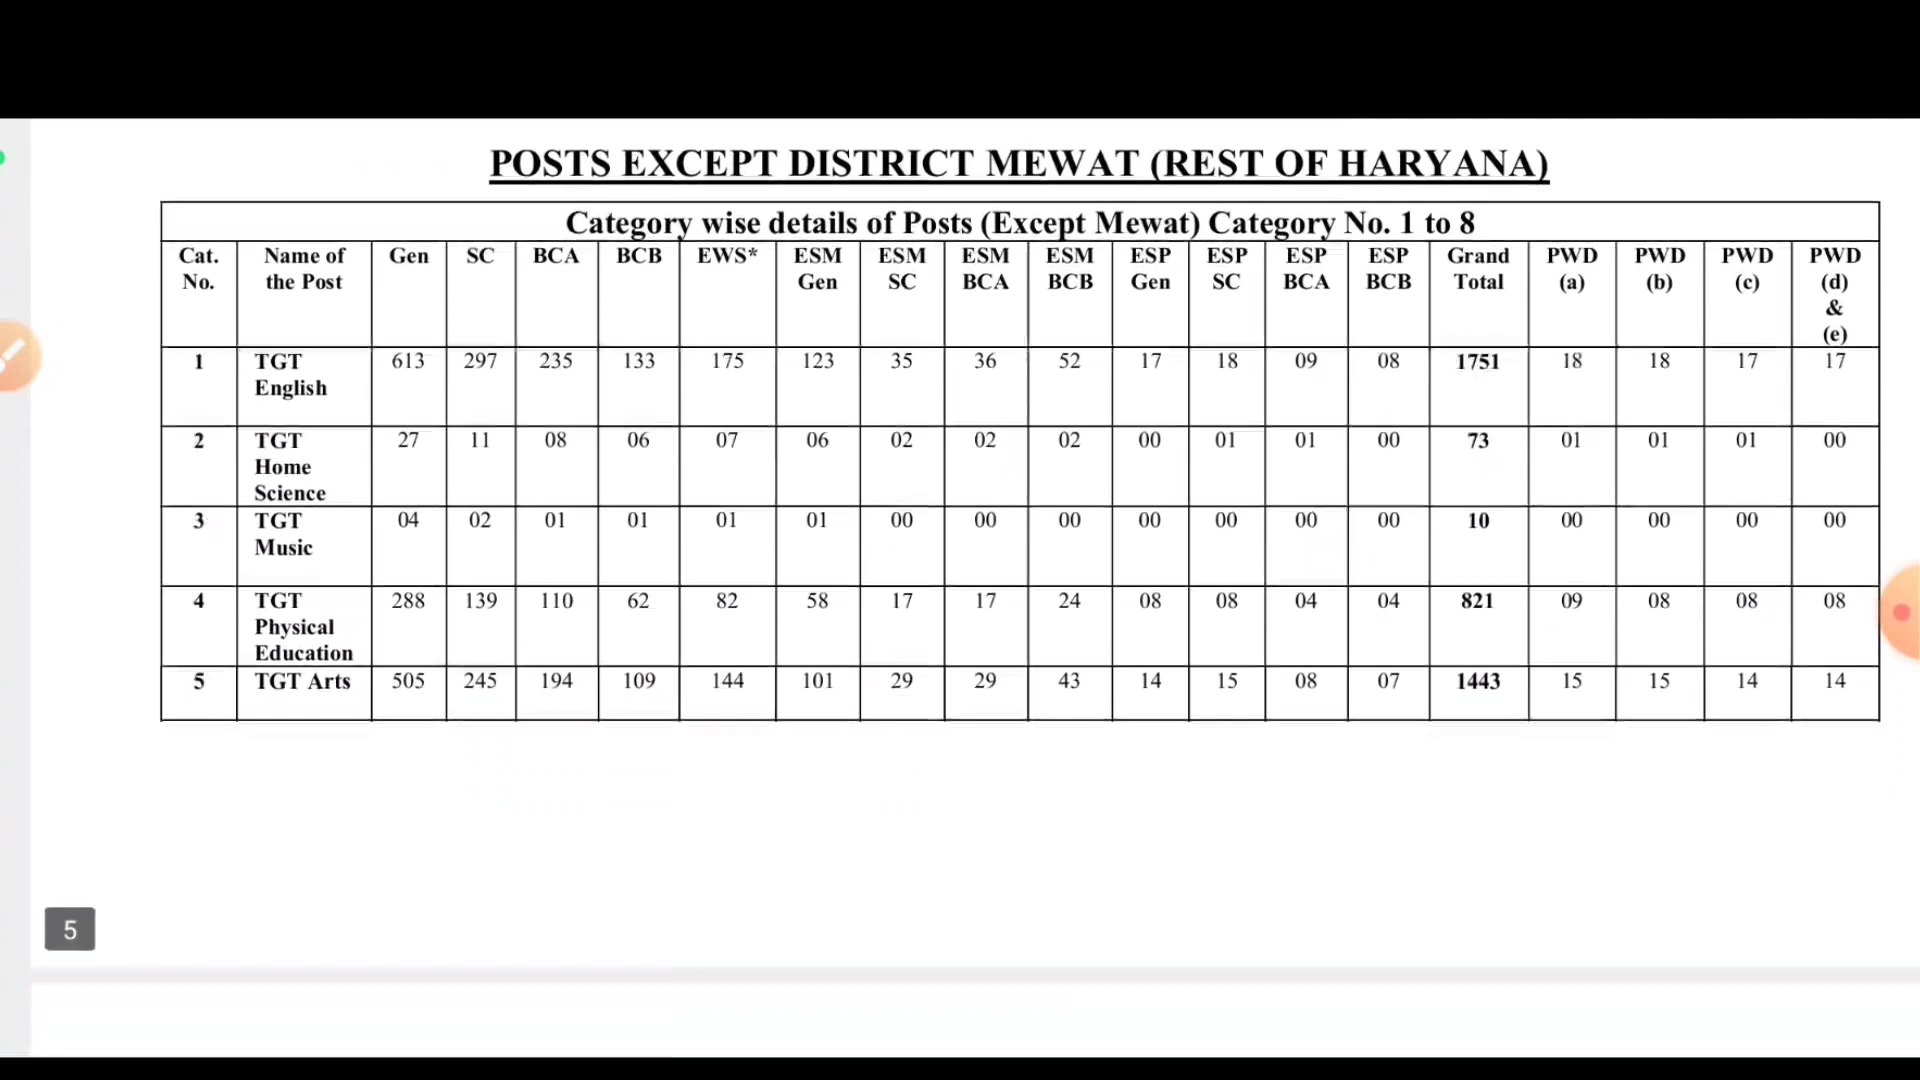 POSTS EXCEPT DISTRICT MEWAT (REST OF HARYANA)
Category wise details of Posts (Except Mewat) Category No. 1 to 8
Cat. No. Name of the Post Gen SC BCA BCB EWS* ESM Gen ESM SC ESM BCA ESM BCB ESP Gen ESP SC ESP BCA ESP BCB Grand Total PWD (a) PWD (b) PWD (c) PWD (d) & (e)
1 TGT English 613 297 235 133 175 123 35 36 52 17 18 09 08 1751 18 18 17 17
2 TGT Home Science 27 11 08 06 07 06 02 02 02 00 01 01 00 73 01 01 01 00
3 TGT Music 04 02 01 01 01 01 00 00 00 00 00 00 00 10 00 00 00 00
4 TGT Physical Education 288 139 110 62 82 58 17 17 24 08 08 04 04 821 09 08 08 08
5 TGT Arts 505 245 194 109 144 101 29 29 43 14 15 08 07 1443 15 15 14 14
5